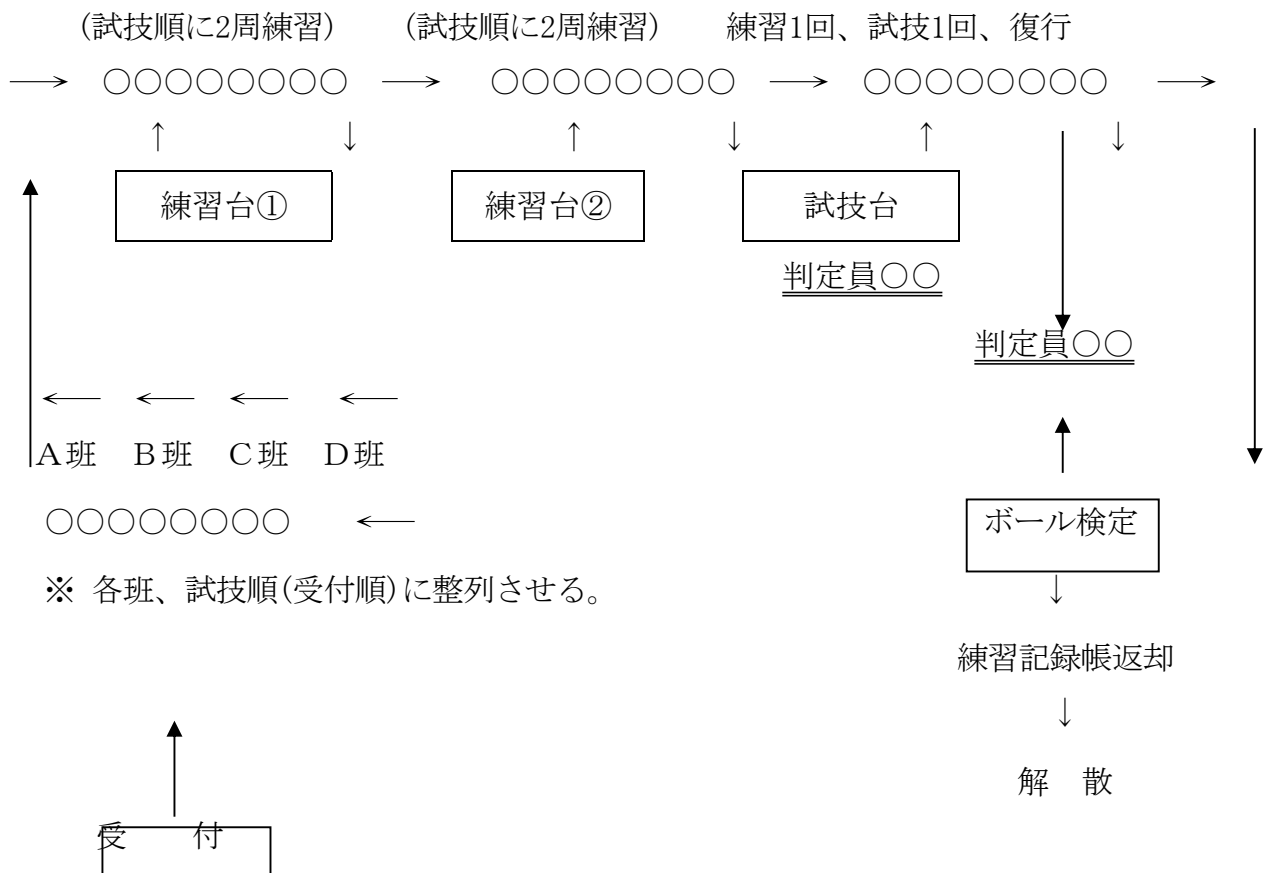 (試技順に2周練習) (試技順に2周練習) 練習1回、試技1回、復行
→ ○○○○○○○○ → ○○○○○○○○ → ○○○○○○○○ →
↑ ↓ ↑ ↓ ↑ ↓
練習台① 練習台② 試技台
判定員○○
判定員○○
← ← ← ←
A班 B班 C班 D班
○○○○○○○○ ←
ボール検定
※ 各班、試技順(受付順)に整列させる。
↓
練習記録帳返却
↓
解 散
受 付